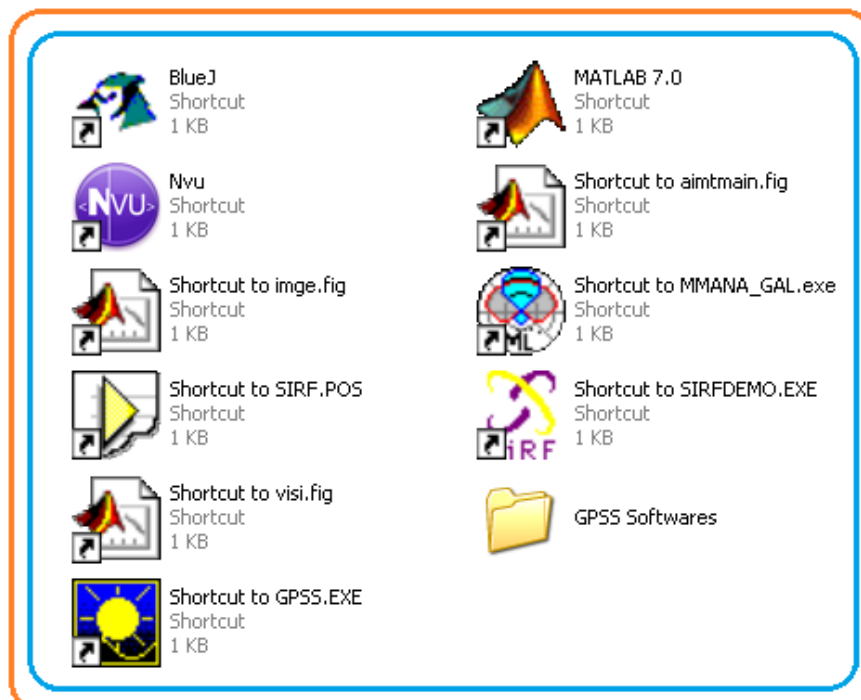 BlueJ
Shortcut
1 KB
MATLAB 7.0
Shortcut
1 KB
<NVU>
Nvu
Shortcut
1 KB
Shortcut to aimtmain.fig
Shortcut
1 KB
Shortcut to imge.fig
Shortcut
1 KB
ML
Shortcut to MMANA_GAL.exe
Shortcut
1 KB
Shortcut to SIRF.POS
Shortcut
1 KB
iRF
Shortcut to SIRFDEMO.EXE
Shortcut
1 KB
Shortcut to visi.fig
Shortcut
1 KB
GPSS Softwares
Shortcut to GPSS.EXE
Shortcut
1 KB